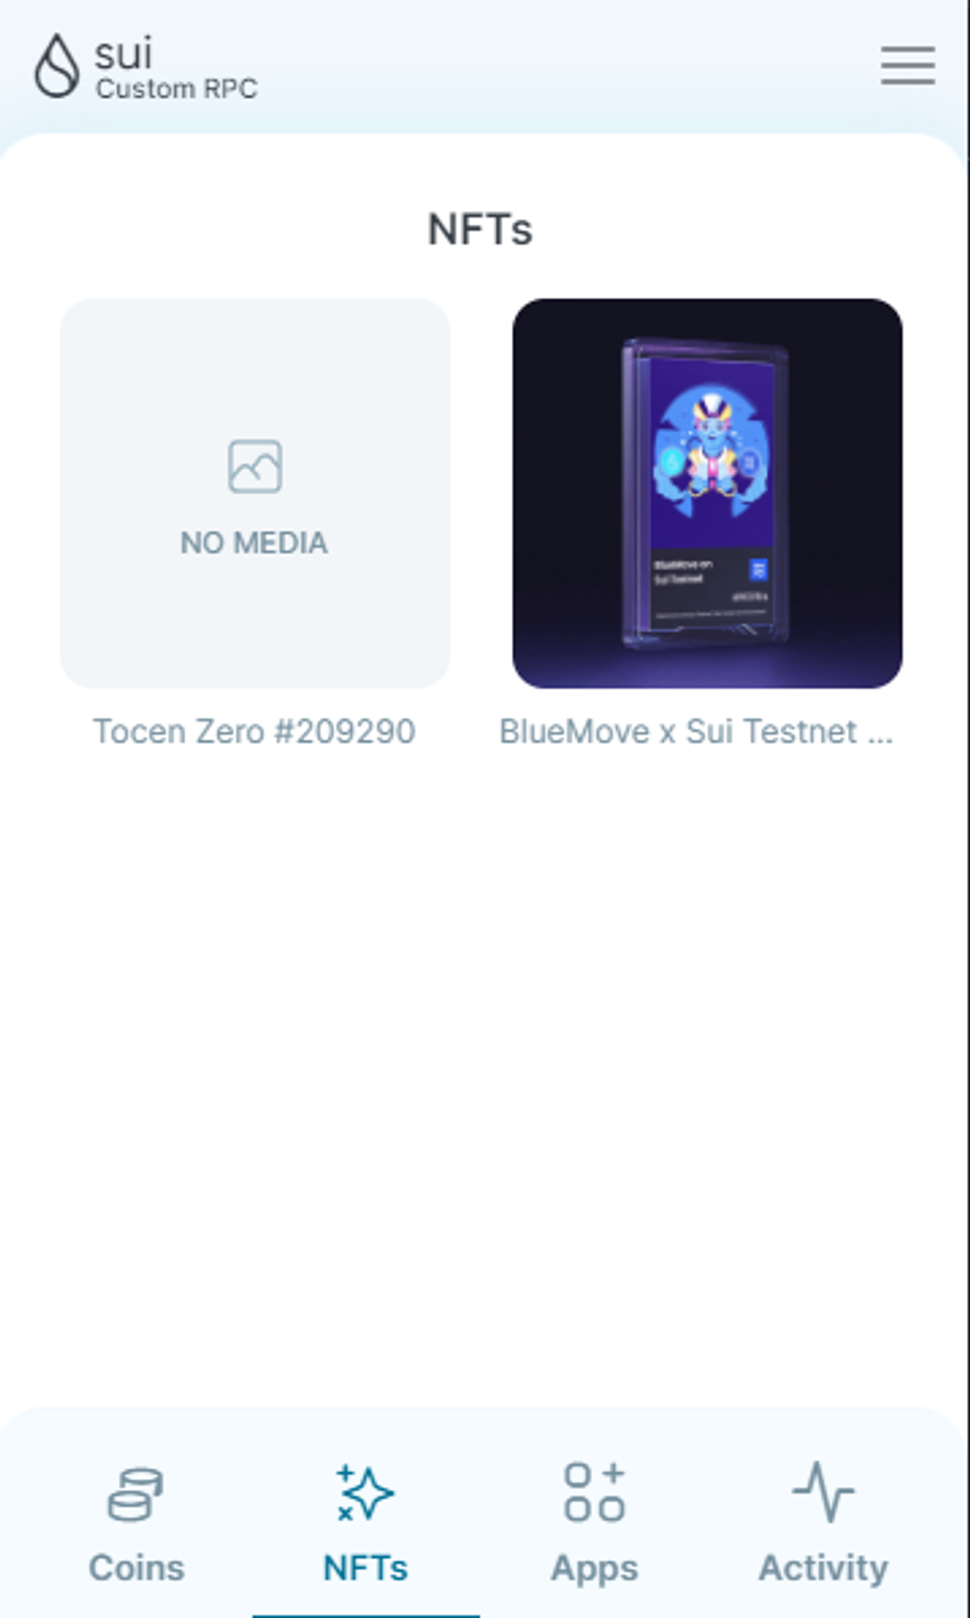 sui
Custom RPC
NFTs
NO MEDIA
BlueMove on
Sui Testnet
Tocen Zero #209290
BlueMove x Sui Testnet ...
Coins
NFTs
Apps
Activity